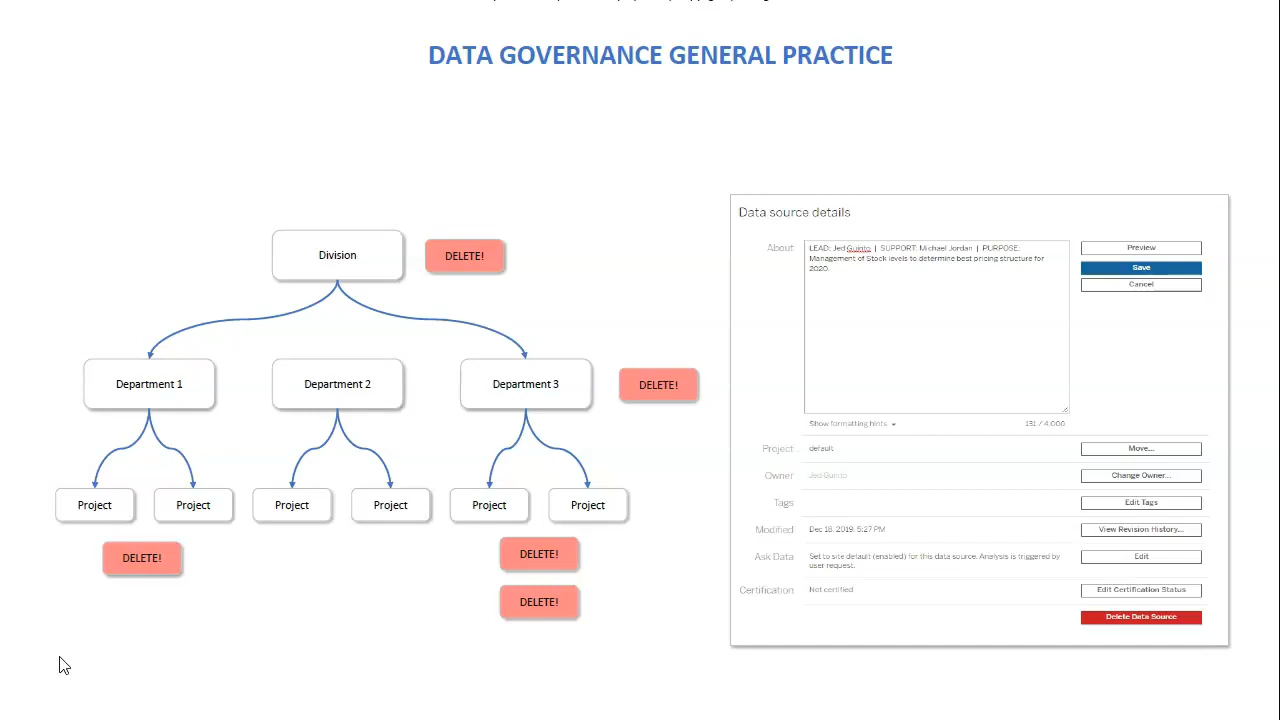 DATA GOVERNANCE GENERAL PRACTICE
Division
DELETE!
Department 1
Department 2
Department 3
DELETE!
Project
Project
Project
Project
Project
Project
DELETE!
DELETE!
DELETE!
Data source details
About
LEAD: Jed Guinto | SUPPORT: Michael Jordan | PURPOSE:
Management of Stock levels to determine best pricing structure for
2020.
Preview
Save
Cancel
Show formatting hints
131 / 4,000
Project
default
Move...
Owner
Jed Guinto
Change Owner...
Tags
Edit Tags
Modified
Dec 18, 2019, 5:27 PM
View Revision History...
Ask Data
Set to site default (enabled) for this data source. Analysis is triggered by
user request.
Edit
Certification
Not certified
Edit Certification Status
Delete Data Source